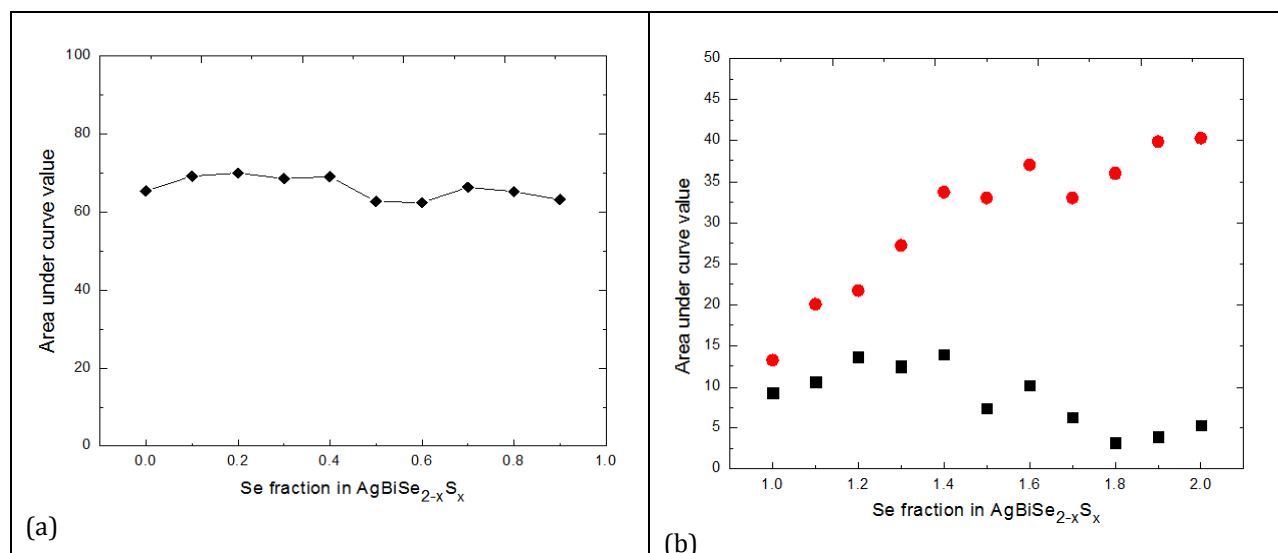 100
80
60
40
20
0
0.0 0.2 0.4 0.6 0.8 1.0
Area under curve value
Se fraction in AgBiSe2-xSx
(a)
50
45
40
35
30
25
20
15
10
5
0
1.0 1.2 1.4 1.6 1.8 2.0
Area under curve value
Se fraction in AgBiSe2-xSx
(b)